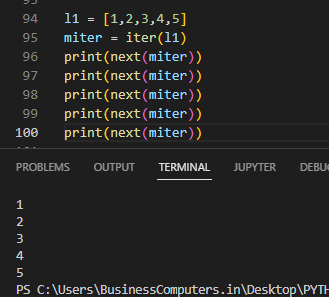 94 l1 = [1,2,3,4,5]
95 miter = iter(l1)
96 print(next(miter))
97 print(next(miter))
98 print(next(miter))
99 print(next(miter))
100 print(next(miter))
PROBLEMS OUTPUT TERMINAL JUPYTER DEBU
1
2
3
4
5
PS C:\Users\BusinessComputers.in\Desktop\PYTH